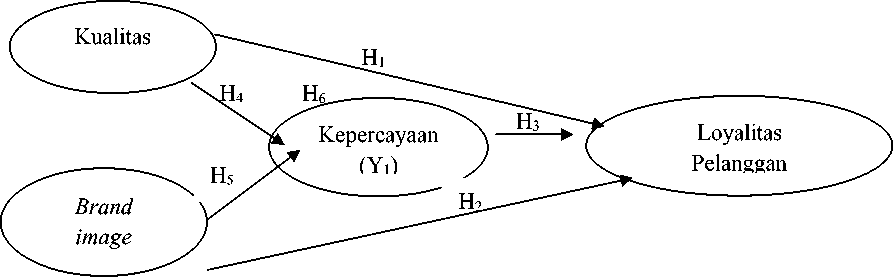 Kualitas
H1
H4
H6
Kepercayaan
(Y1)
H3
Loyalitas
Pelanggan
H5
Brand
image
H2